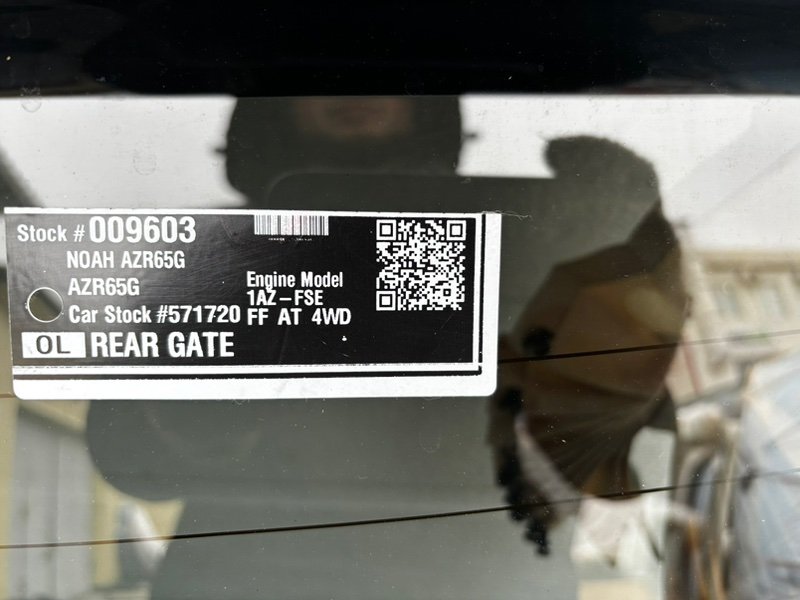 Stock # 009603
NOAH AZR65G
AZR65G
Engine Model
1AZ-FSE
Car Stock #571720 FF AT 4WD
OL REAR GATE